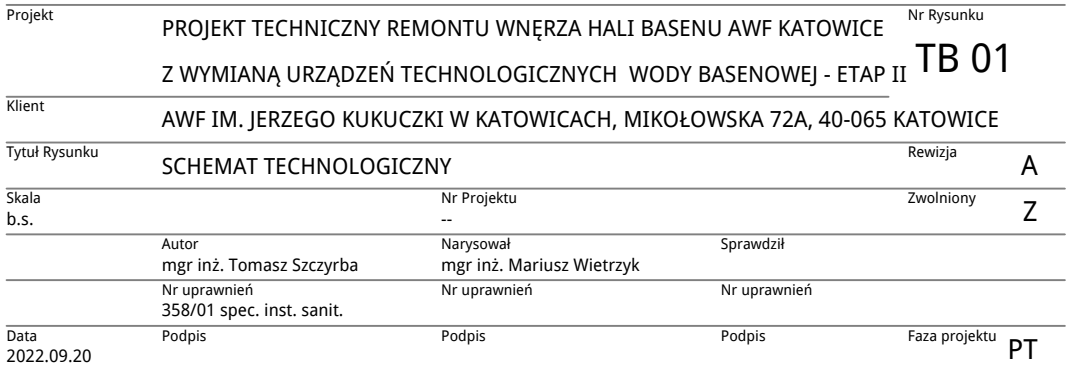 Projekt
PROJEKT TECHNICZNY REMONTU WNĘRZA HALI BASENU AWF KATOWICE
Nr Rysunku
Z WYMIANĄ URZĄDZEŃ TECHNOLOGICZNYCH WODY BASENOWEJ - ETAP II
TB 01
Klient
AWF IM. JERZEGO KUKUCZKI W KATOWICACH, MIKOŁOWSKA 72A, 40-065 KATOWICE
Tytuł Rysunku
SCHEMAT TECHNOLOGICZNY
Rewizja
A
Skala
b.s.
Nr Projektu
--
Zwolniony
Z
Autor
mgr inż. Tomasz Szczyrba
Narysował
mgr inż. Mariusz Wietrzyk
Sprawdził
Nr uprawnień
358/01 spec. inst. sanit.
Nr uprawnień
Nr uprawnień
Data
2022.09.20
Podpis
Podpis
Podpis
Faza projektu
PT